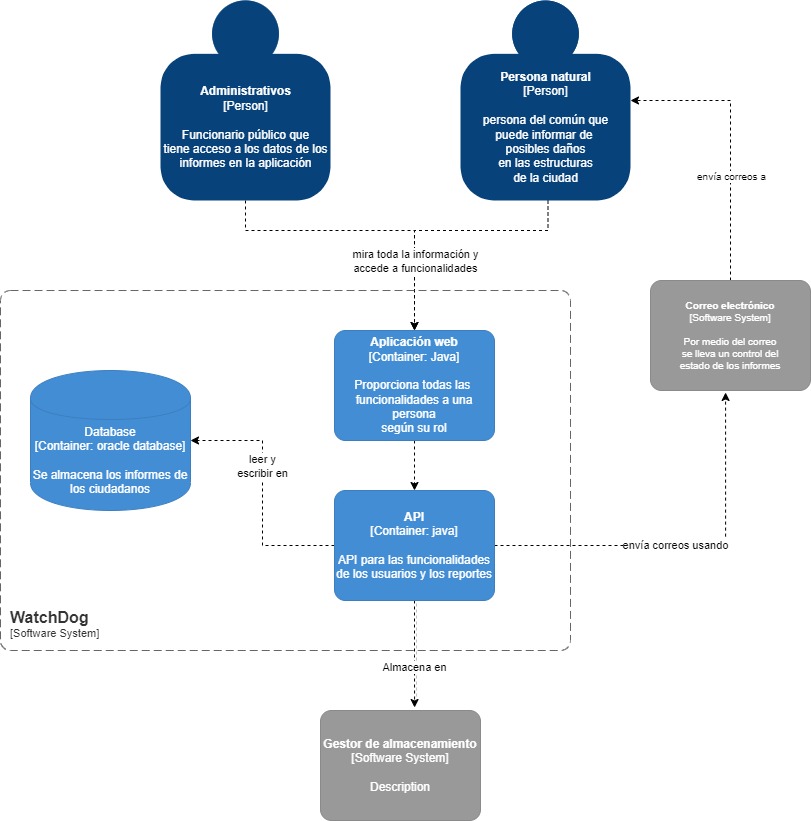 Administrativos
[Person]
Funcionario público que
tiene acceso a los datos de los
informes en la aplicación
Persona natural
[Person]
persona del común que
puede informar de
posibles daños
en las estructuras
de la ciudad
envía correos a
mira toda la información y
accede a funcionalidades
Correo electrónico
[Software System]
Por medio del correo
se lleva un control del
estado de los informes
Aplicación web
[Container: Java]
Proporciona todas las
funcionalidades a una
persona
según su rol
Database
[Container: oracle database]
Se almacena los informes de
los ciudadanos
leer y
escribir en
API
[Container: java]
API para las funcionalidades
de los usuarios y los reportes
envía correos usando
WatchDog
[Software System]
Almacena en
Gestor de almacenamiento
[Software System]
Description